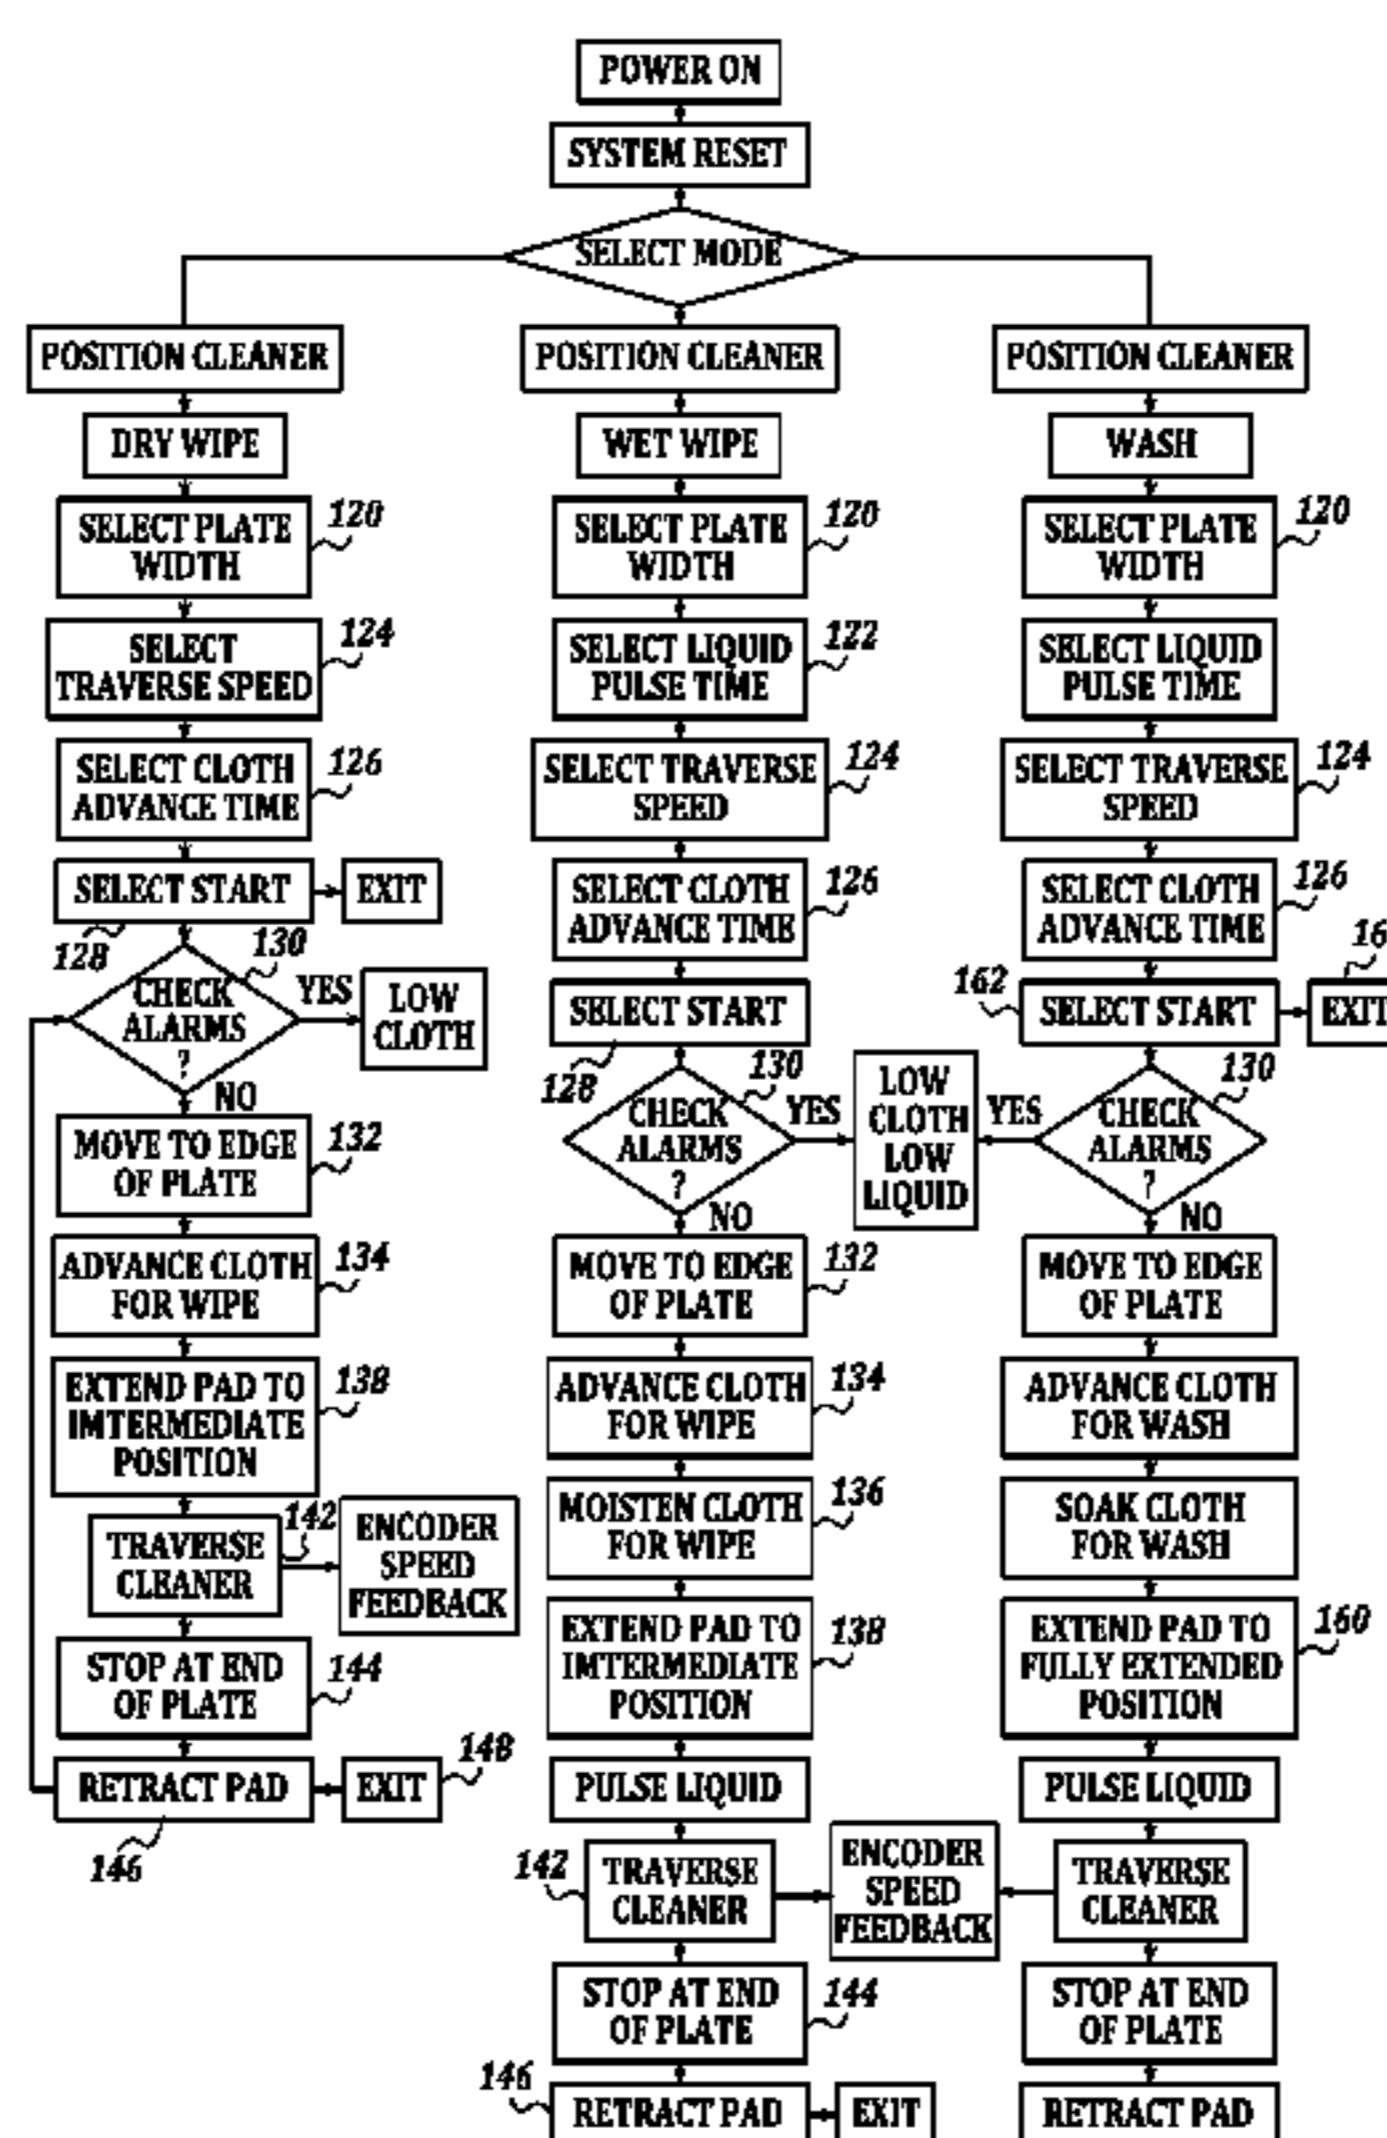 POWER ON
SYSTEM RESET
SELECT MODE
POSITION CLEANER
DRY WIPE
SELECT PLATE
WIDTH
120
SELECT
TRAVERSE SPEED
124
SELECT CLOTH
ADVANCE TIME
126
SELECT START
EXIT
128
130
CHECK
ALARMS
?
YES
LOW
CLOTH
NO
MOVE TO EDGE
OF PLATE
132
ADVANCE CLOTH
FOR WIPE
134
EXTEND PAD TO
IMTERMEDIATE
POSITION
138
TRAVERSE
CLEANER
142
ENCODER
SPEED
FEEDBACK
STOP AT END
OF PLATE
144
RETRACT PAD
EXIT
148
146
POSITION CLEANER
WET WIPE
SELECT PLATE
WIDTH
120
SELECT LIQUID
PULSE TIME
122
SELECT TRAVERSE
SPEED
124
SELECT CLOTH
ADVANCE TIME
126
SELECT START
128
130
CHECK
ALARMS
?
YES
LOW
CLOTH
LOW
LIQUID
NO
MOVE TO EDGE
OF PLATE
132
ADVANCE CLOTH
FOR WIPE
134
MOISTEN CLOTH
FOR WIPE
136
EXTEND PAD TO
IMTERMEDIATE
POSITION
138
PULSE LIQUID
142
TRAVERSE
CLEANER
ENCODER
SPEED
FEEDBACK
STOP AT END
OF PLATE
144
146
RETRACT PAD
EXIT
POSITION CLEANER
WASH
SELECT PLATE
WIDTH
120
SELECT LIQUID
PULSE TIME
SELECT TRAVERSE
SPEED
124
SELECT CLOTH
ADVANCE TIME
126
162
SELECT START
EXIT
130
CHECK
ALARMS
?
YES
NO
MOVE TO EDGE
OF PLATE
ADVANCE CLOTH
FOR WASH
SOAK CLOTH
FOR WASH
EXTEND PAD TO
FULLY EXTENDED
POSITION
160
PULSE LIQUID
TRAVERSE
CLEANER
STOP AT END
OF PLATE
RETRACT PAD